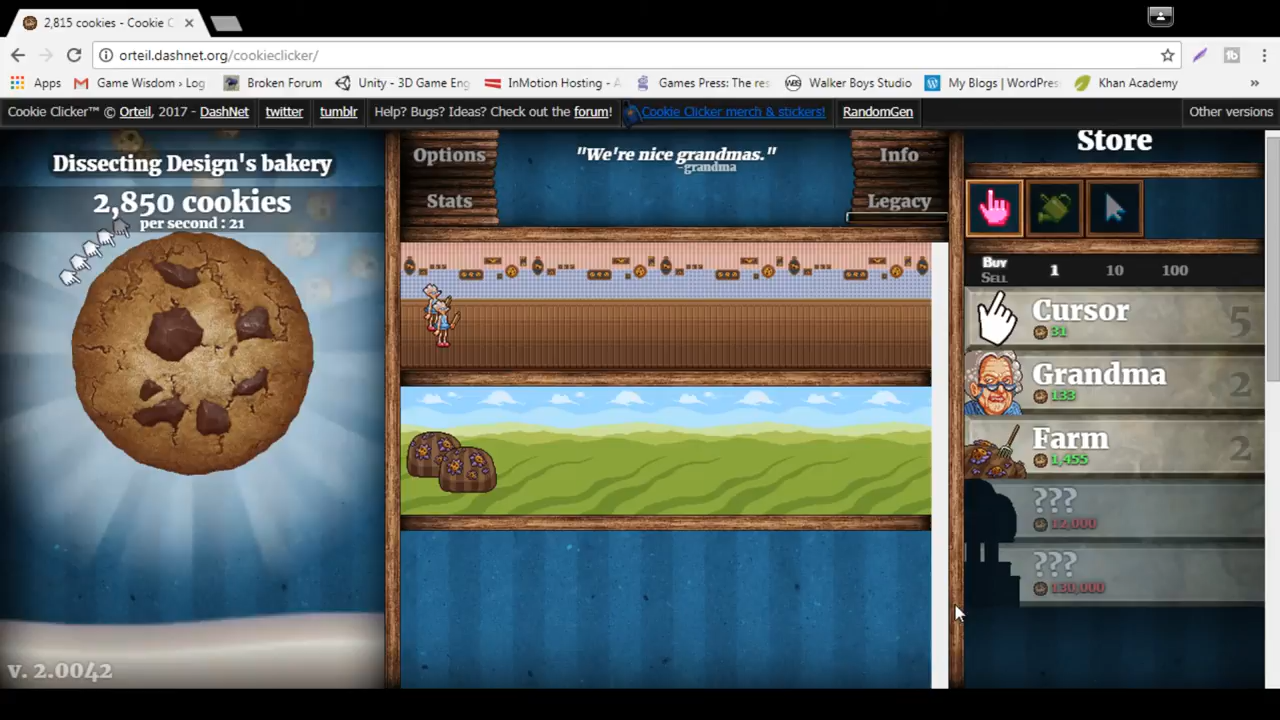 2,815 cookies - Cookie C
orteil.dashnet.org/cookieclicker/
Apps Game Wisdom › Log Broken Forum Unity - 3D Game Eng InMotion Hosting - A Games Press: The res Walker Boys Studio My Blogs | WordPres Khan Academy »
Cookie Clicker™ © Orteil, 2017 - DashNet twitter tumblr Help? Bugs? Ideas? Check out the forum! Cookie Clicker merch & stickers! RandomGen Other versions
Dissecting Design's bakery
2,850 cookies
per second : 21
v. 2.0042
Options
Stats
"We're nice grandmas."
-grandma
Info
Legacy
Store
BUY
SELL
1 10 100
Cursor 5
31
Grandma 2
133
Farm 2
1,455
???
12,000
???
130,000